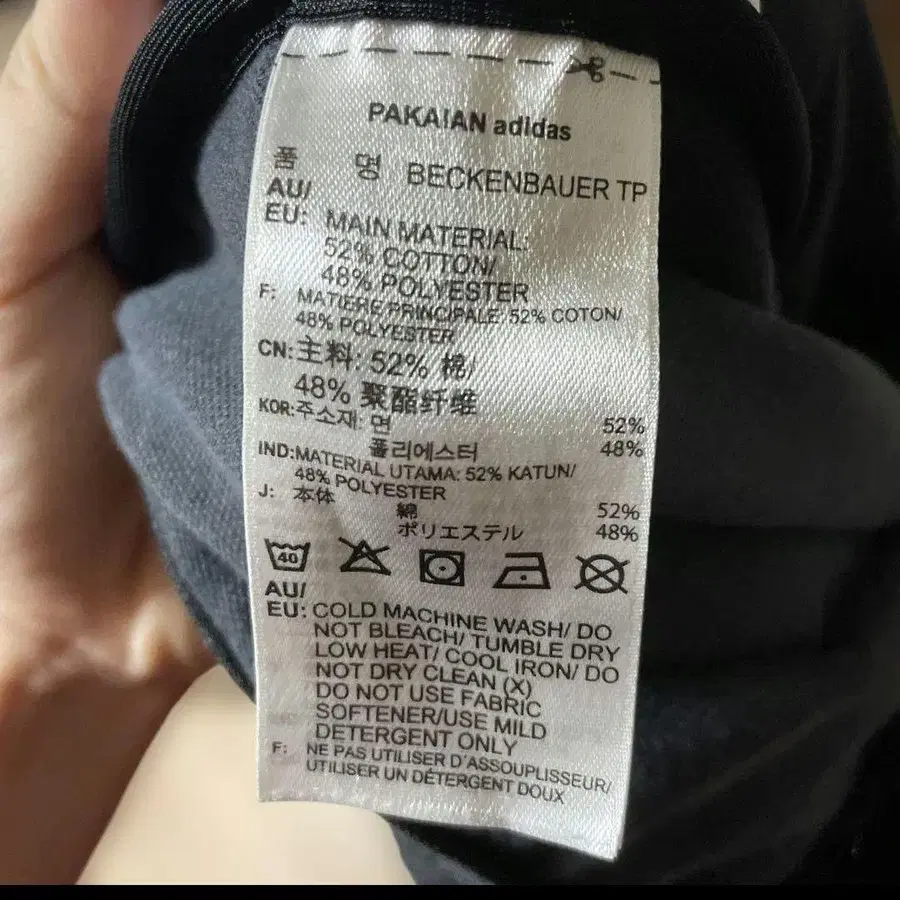 PAKAIAN adidas
품 명 BECKENBAUER TP
AU/
EU: MAIN MATERIAL:
52% COTTON/
48% POLYESTER
F: MATIERE PRINCIPALE: 52% COTON/
48% POLYESTER
CN:主料: 52% 棉/
48% 聚酯纤维
KOR:주소재: 면 52%
폴리에스터 48%
IND:MATERIAL UTAMA: 52% KATUN/
48% POLYESTER
J: 本体
綿 52%
ポリエステル 48%
40
AU/
EU: COLD MACHINE WASH/ DO
NOT BLEACH/ TUMBLE DRY
LOW HEAT/ COOL IRON/ DO
NOT DRY CLEAN (X)
DO NOT USE FABRIC
SOFTENER/USE MILD
DETERGENT ONLY
F: NE PAS UTILISER D'ASSOUPLISSEUR/
UTILISER UN DÉTERGENT DOUX